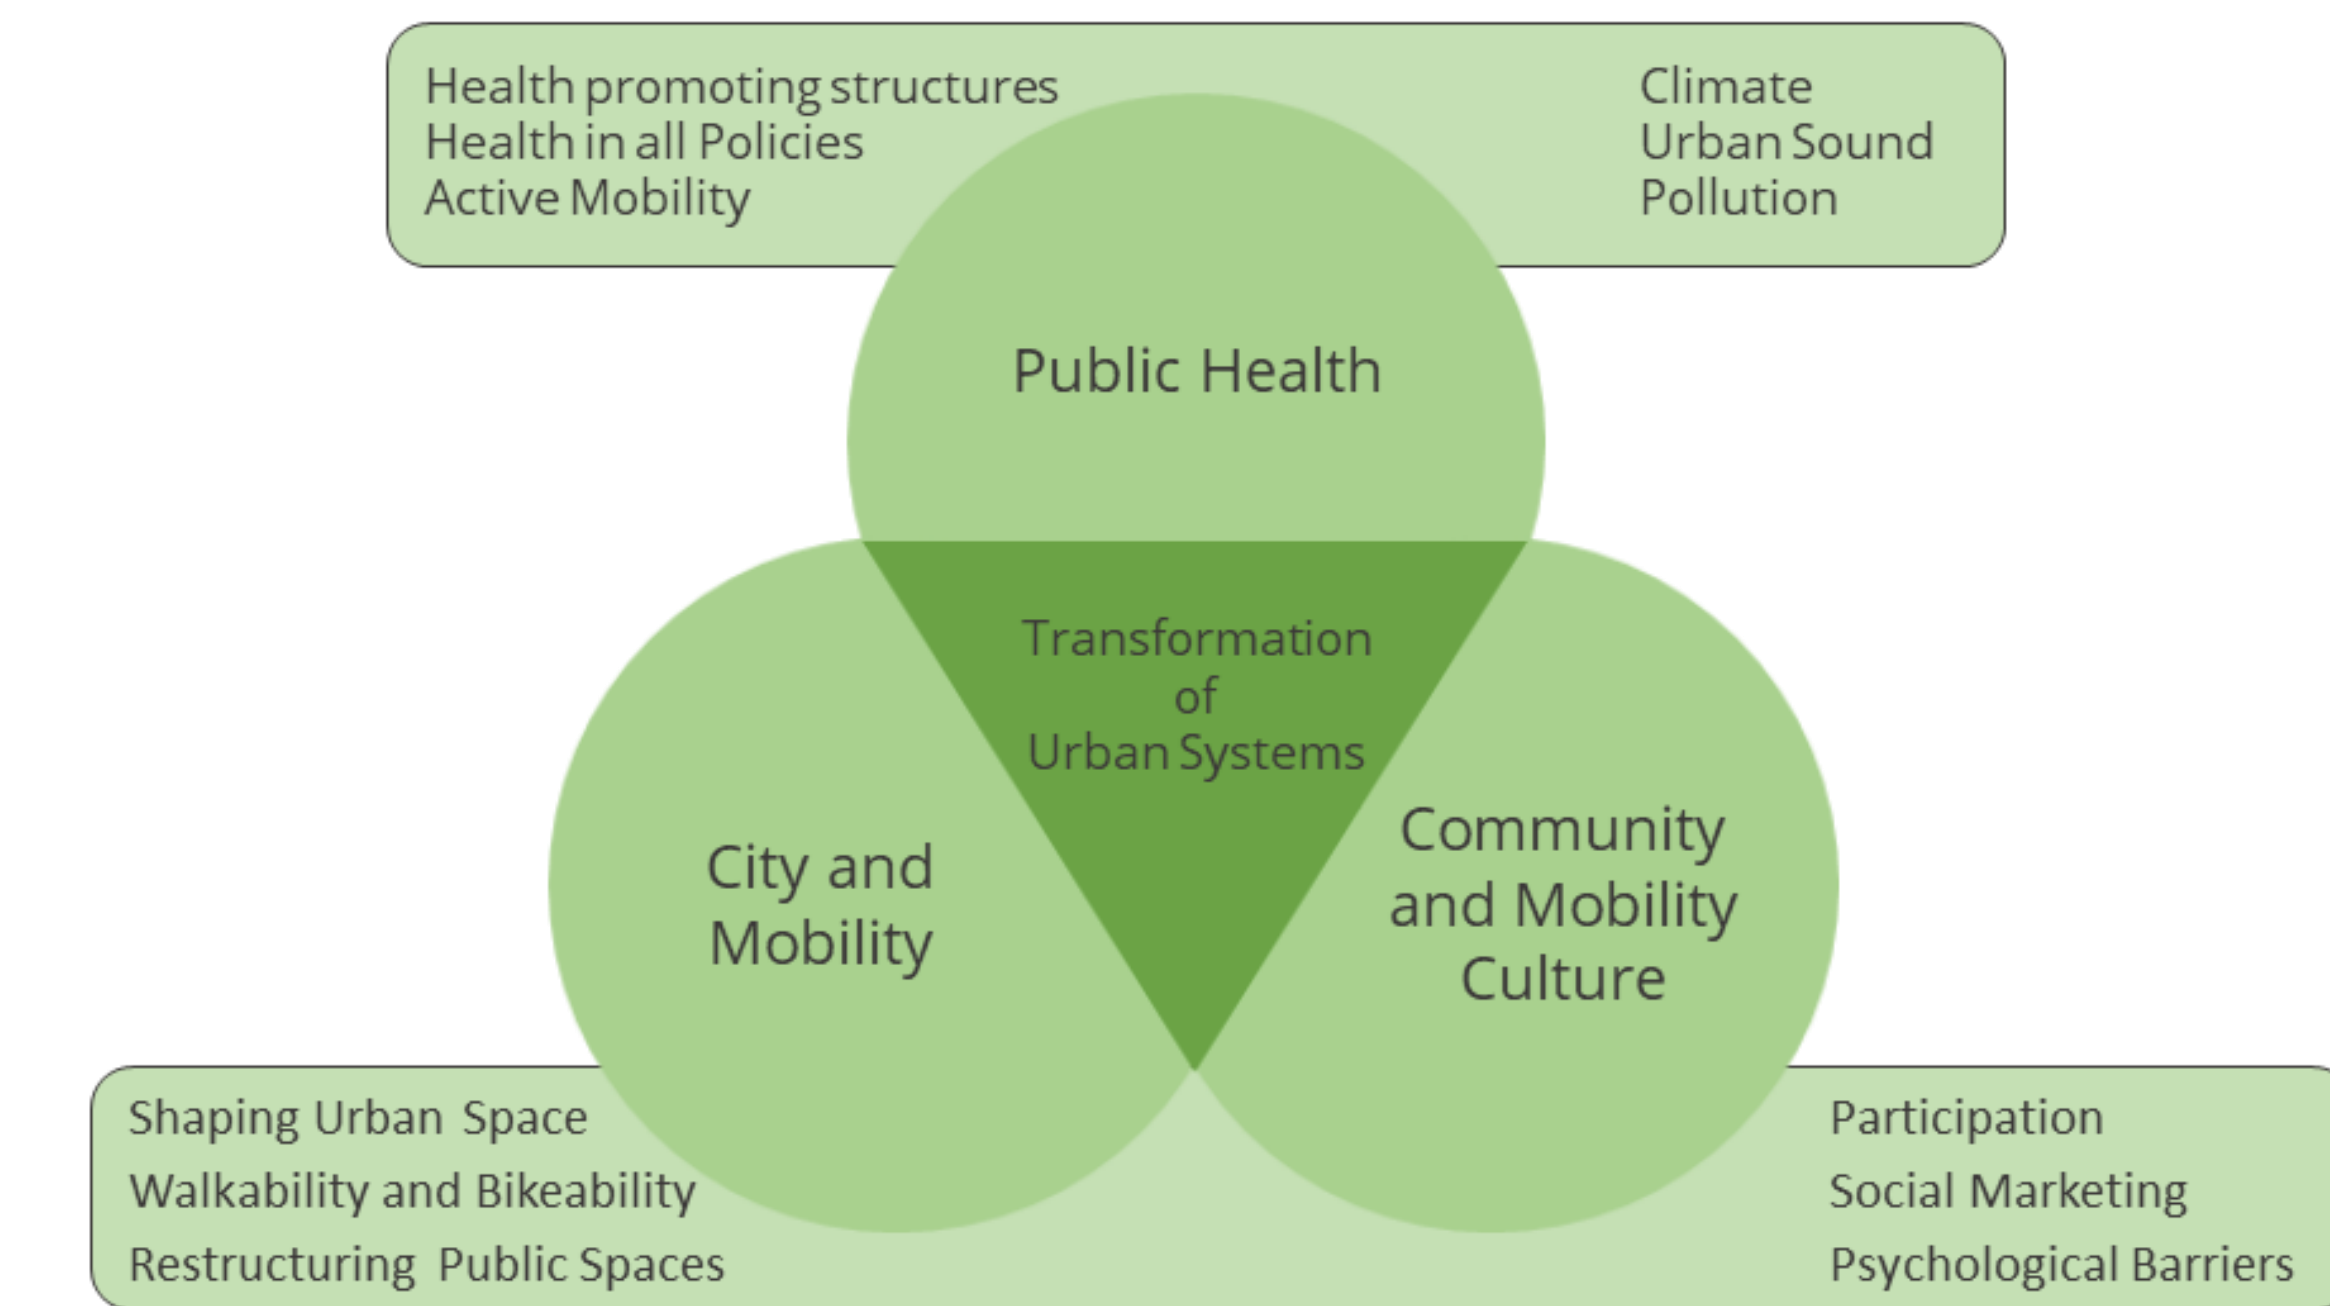 Health promoting structures
Health in all Policies
Active Mobility
Climate
Urban Sound
Pollution
Public Health
Transformation
of
Urban Systems
City and
Mobility
Community
and Mobility
Culture
Shaping Urban Space
Walkability and Bikeability
Restructuring Public Spaces
Participation
Social Marketing
Psychological Barriers